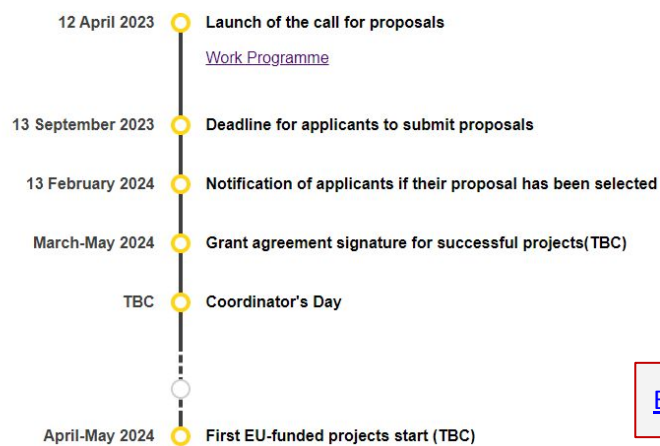 12 April 2023 Launch of the call for proposals
Work Programme
13 September 2023 Deadline for applicants to submit proposals
13 February 2024 Notification of applicants if their proposal has been selected
March-May 2024 Grant agreement signature for successful projects(TBC)
TBC Coordinator's Day
April-May 2024 First EU-funded projects start (TBC)